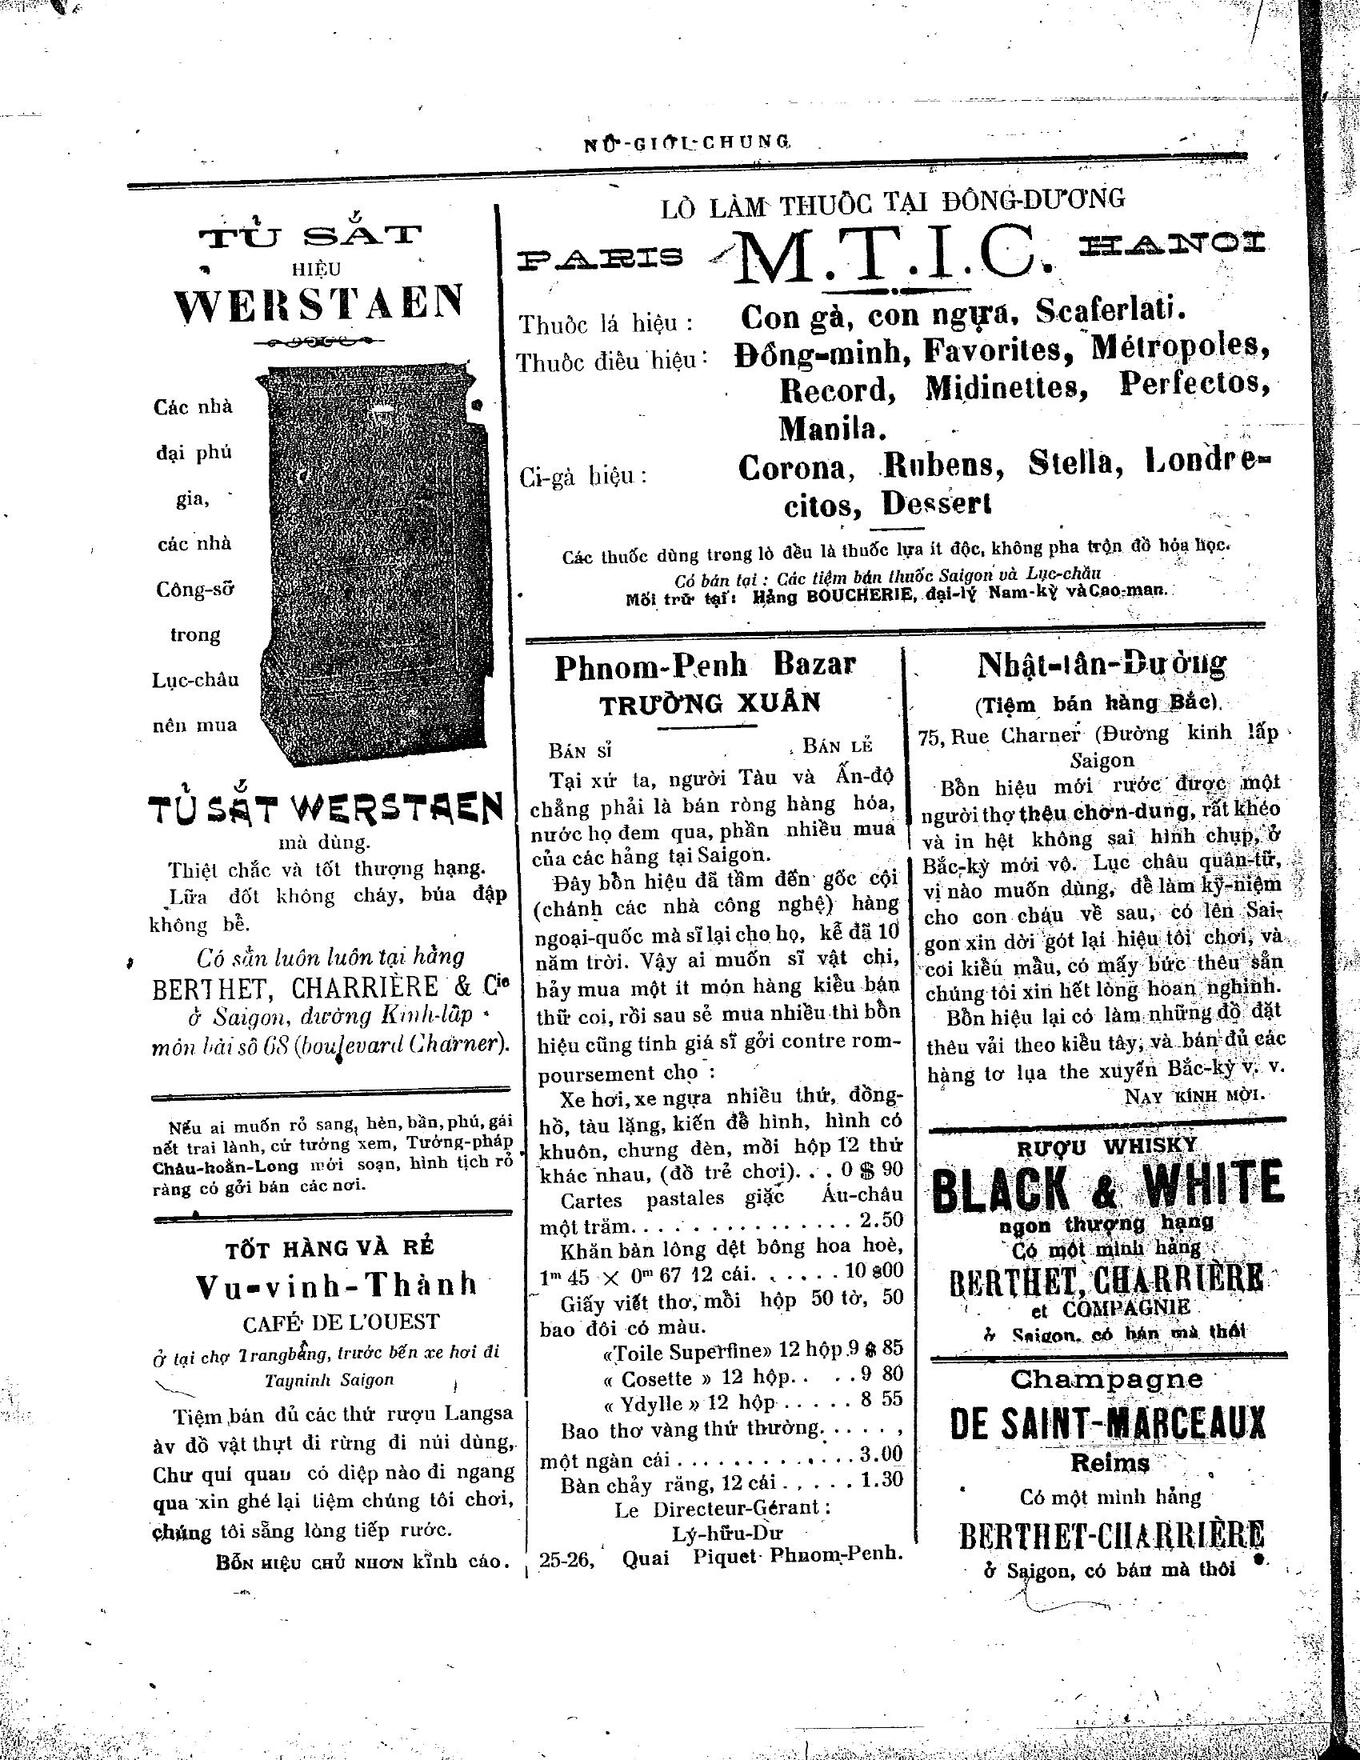 NỮ-GIỚI-CHUNG
TỦ SẮT
HIỆU
WERSTAEN
Các nhà
đại phú
gia,
các nhà
Công-sở
trong
Lục-châu
nên mua
TỦ SẮT WERSTAEN
mà dùng.
Thiệt chắc và tốt thượng hạng.
Lữa đốt không cháy, búa đập
không bể.
Có sẳn luôn luôn tại hảng
BERTHET, CHARRIÈRE & Cie
ở Saigon, đường Kinh-lấp
môn bài số 68 (boulevard Charner).
Nếu ai muốn rỏ sang, hèn, bần, phú, gái
nết trai lành, cứ tướng xem, Tướng-pháp
Châu-hoằn-Long mới soạn, hình tịch rỏ
ràng có gởi bán các nơi.
TỐT HÀNG VÀ RẺ
Vu-vinh-Thành
CAFÉ DE L'OUEST
ở tại chợ Trangbảng, trước bến xe hơi đi
Tayninh Saigon
Tiệm bán đủ các thứ rượu Langsa
àv đồ vật thựt đi rừng đi núi dùng,
Chư quí quan có diệp nào đi ngang
qua xin ghé lại tiệm chúng tôi chơi,
chúng tôi sẵng lòng tiếp rước.
BỔN HIỆU CHỦ NHƠN kỉnh cáo.
LÒ LÀM THUỐC TẠI ĐÔNG-DƯƠNG
PARIS M.T.I.C. HANOI
Thuốc lá hiệu : Con gà, con ngựa, Scaferlati.
Thuốc điếu hiệu : Đồng-minh, Favorites, Métropoles,
Record, Midinettes, Perfectos,
Manila.
Ci-gà hiệu : Corona, Rubens, Stella, Londre-
citos, Dessert
Các thuốc dùng trong lò đều là thuốc lựa ít độc, không pha trộn đồ hóa học.
Có bán tại : Các tiệm bán thuốc Saigon và Lục-châu
Mối trử tại : Hảng BOUCHERIE, đại-lý Nam-kỳ và Cao-man.
Phnom-Penh Bazar
TRƯỜNG XUÂN
BÁN SỈ BÁN LẺ
Tại xứ ta, người Tàu và Ấn-độ
chẳng phải là bán ròng hàng hóa,
nước họ đem qua, phần nhiều mua
của các hảng tại Saigon.
Đây bổn hiệu đã tầm đến gốc cội
(chánh các nhà công nghệ) hàng
ngoại-quốc mà sĩ lại cho họ, kể đã 10
năm trời. Vậy ai muốn sĩ vật chi,
hảy mua một ít món hàng kiểu bán
thữ coi, rồi sau sẻ mua nhiều thì bổn
hiệu cũng tính giá sĩ gởi contre rom-
poursement cho :
Xe hơi, xe ngựa nhiều thứ, đồng-
hồ, tàu lặng, kiến để hình, hình có
khuôn, chưng đèn, mỗi hộp 12 thứ
khác nhau, (đồ trẻ chơi)... 0 $ 90
Cartes pastales giặc Âu-châu
một trăm............... 2.50
Khăn bàn lông dệt bông hoa hoè,
1m 45 × 0m 67 12 cái...... 10 $00
Giấy viết thơ, mỗi hộp 50 tờ, 50
bao đôi có màu.
«Toile Superfine» 12 hộp. 9 $ 85
« Cosette » 12 hộp.. ..9 80
« Ydylle » 12 hộp ..... 8 55
Bao thơ vàng thứ thường.....,
một ngàn cái............. 3.00
Bàn chảy răng, 12 cái..... 1.30
Le Directeur-Gérant :
Lý-hữu-Dư
25-26, Quai Piquet Phnom-Penh.
Nhật-tân-Đường
(Tiệm bán hàng Bắc).
75, Rue Charner (Đường kinh lấp
Saigon
Bổn hiệu mới rước được một
người thợ thêu chơn-dung, rất khéo
và in hệt không sai hình chụp, ở
Bắc-kỳ mới vô. Lục châu quân-tử,
vị nào muốn dùng, để làm kỷ-niệm
cho con cháu về sau, có lên Sai-
gon xin dời gót lại hiệu tôi chơi, và
coi kiểu mẩu, có mấy bức thêu sẵn
chúng tôi xin hết lòng hoan nghinh.
Bổn hiệu lại có làm những đồ đặt
thêu vải theo kiểu tây, và bán đủ các
hàng tơ lụa the xuyến Bắc-kỳ v. v.
NAY KÍNH MỜI.
RƯỢU WHISKY
BLACK & WHITE
ngon thượng hạng
Có một mình hảng
BERTHET, CHARRIÈRE
et COMPAGNIE
ở Saigon. có bán mà thôi
Champagne
DE SAINT-MARCEAUX
Reims
Có một mình hảng
BERTHET-CHARRIÈRE
ở Saigon, có bán mà thôi